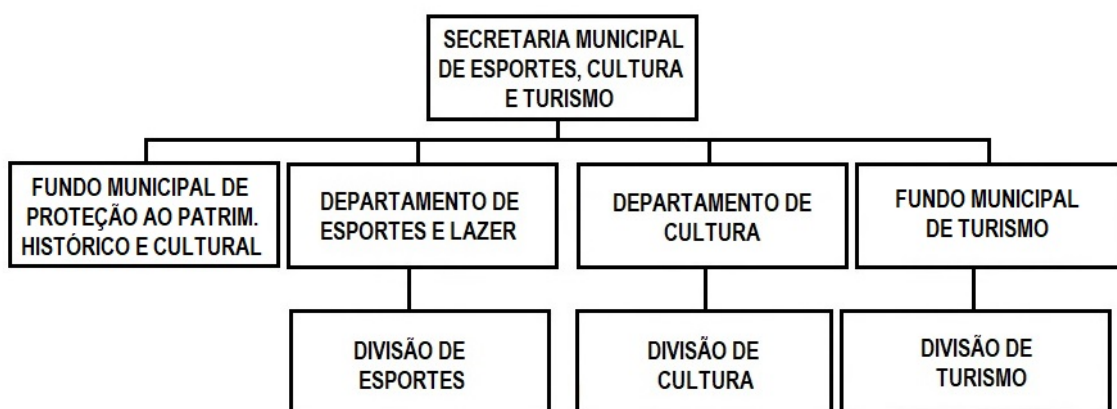 SECRETARIA MUNICIPAL
DE ESPORTES, CULTURA
E TURISMO
FUNDO MUNICIPAL DE
PROTEÇÃO AO PATRIM.
HISTÓRICO E CULTURAL
DEPARTAMENTO DE
ESPORTES E LAZER
DEPARTAMENTO DE
CULTURA
FUNDO MUNICIPAL
DE TURISMO
DIVISÃO DE
ESPORTES
DIVISÃO DE
CULTURA
DIVISÃO DE
TURISMO